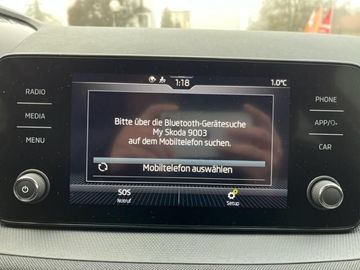 1:18
1.0°C
RADIO
MEDIA
MENU
PHONE
APP/
CAR
Bitte über die Bluetooth-Gerätesuche
My Skoda 9003
auf dem Mobiltelefon suchen.
Mobiltelefon auswählen
SOS
Notruf
Setup